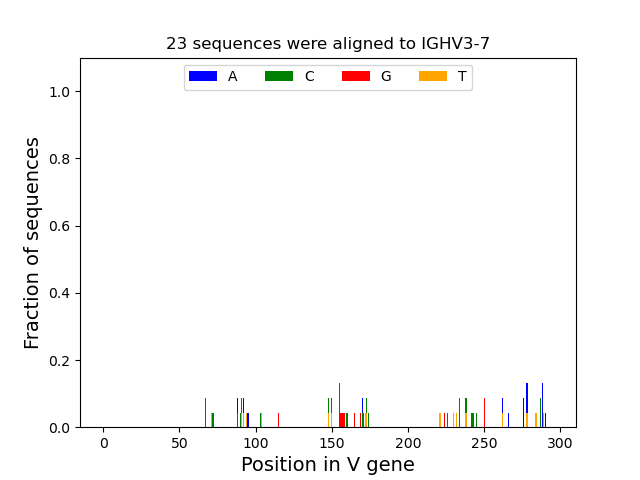 23 sequences were aligned to IGHV3-7
A C G T
Fraction of sequences
1.0
0.8
0.6
0.4
0.2
0.0
0 50 100 150 200 250 300
Position in V gene